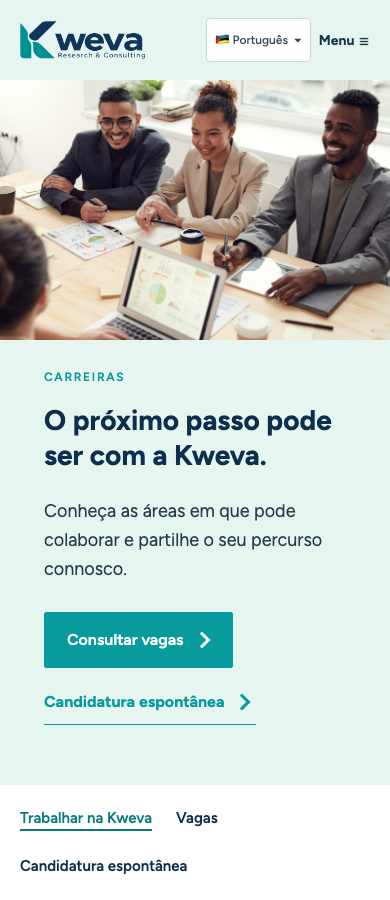 Kweva
Research & Consulting
Português
Menu
CARREIRAS
O próximo passo pode
ser com a Kweva.
Conheça as áreas em que pode
colaborar e partilhe o seu percurso
connosco.
Consultar vagas
Candidatura espontânea
Trabalhar na Kweva Vagas
Candidatura espontânea